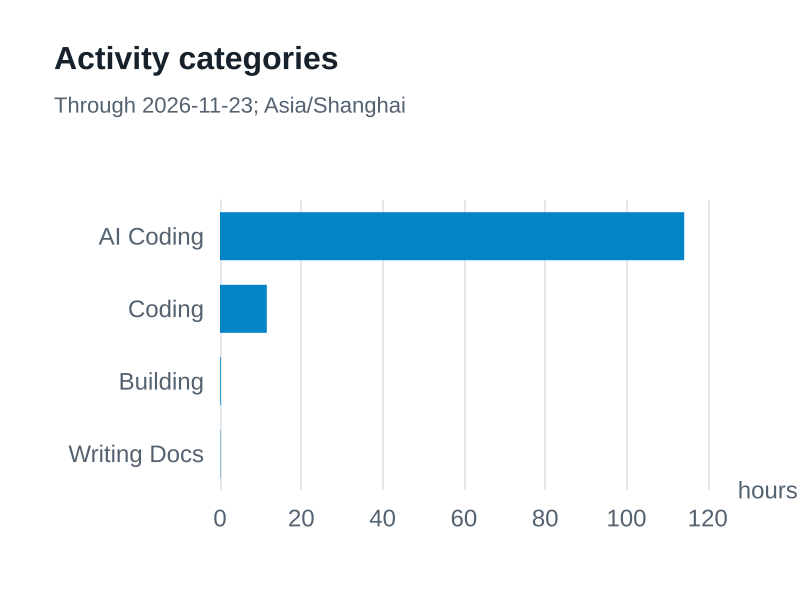 Activity categories
Through 2026-11-23; Asia/Shanghai
AI Coding
Coding
Building
Writing Docs
hours
0 20 40 60 80 100 120